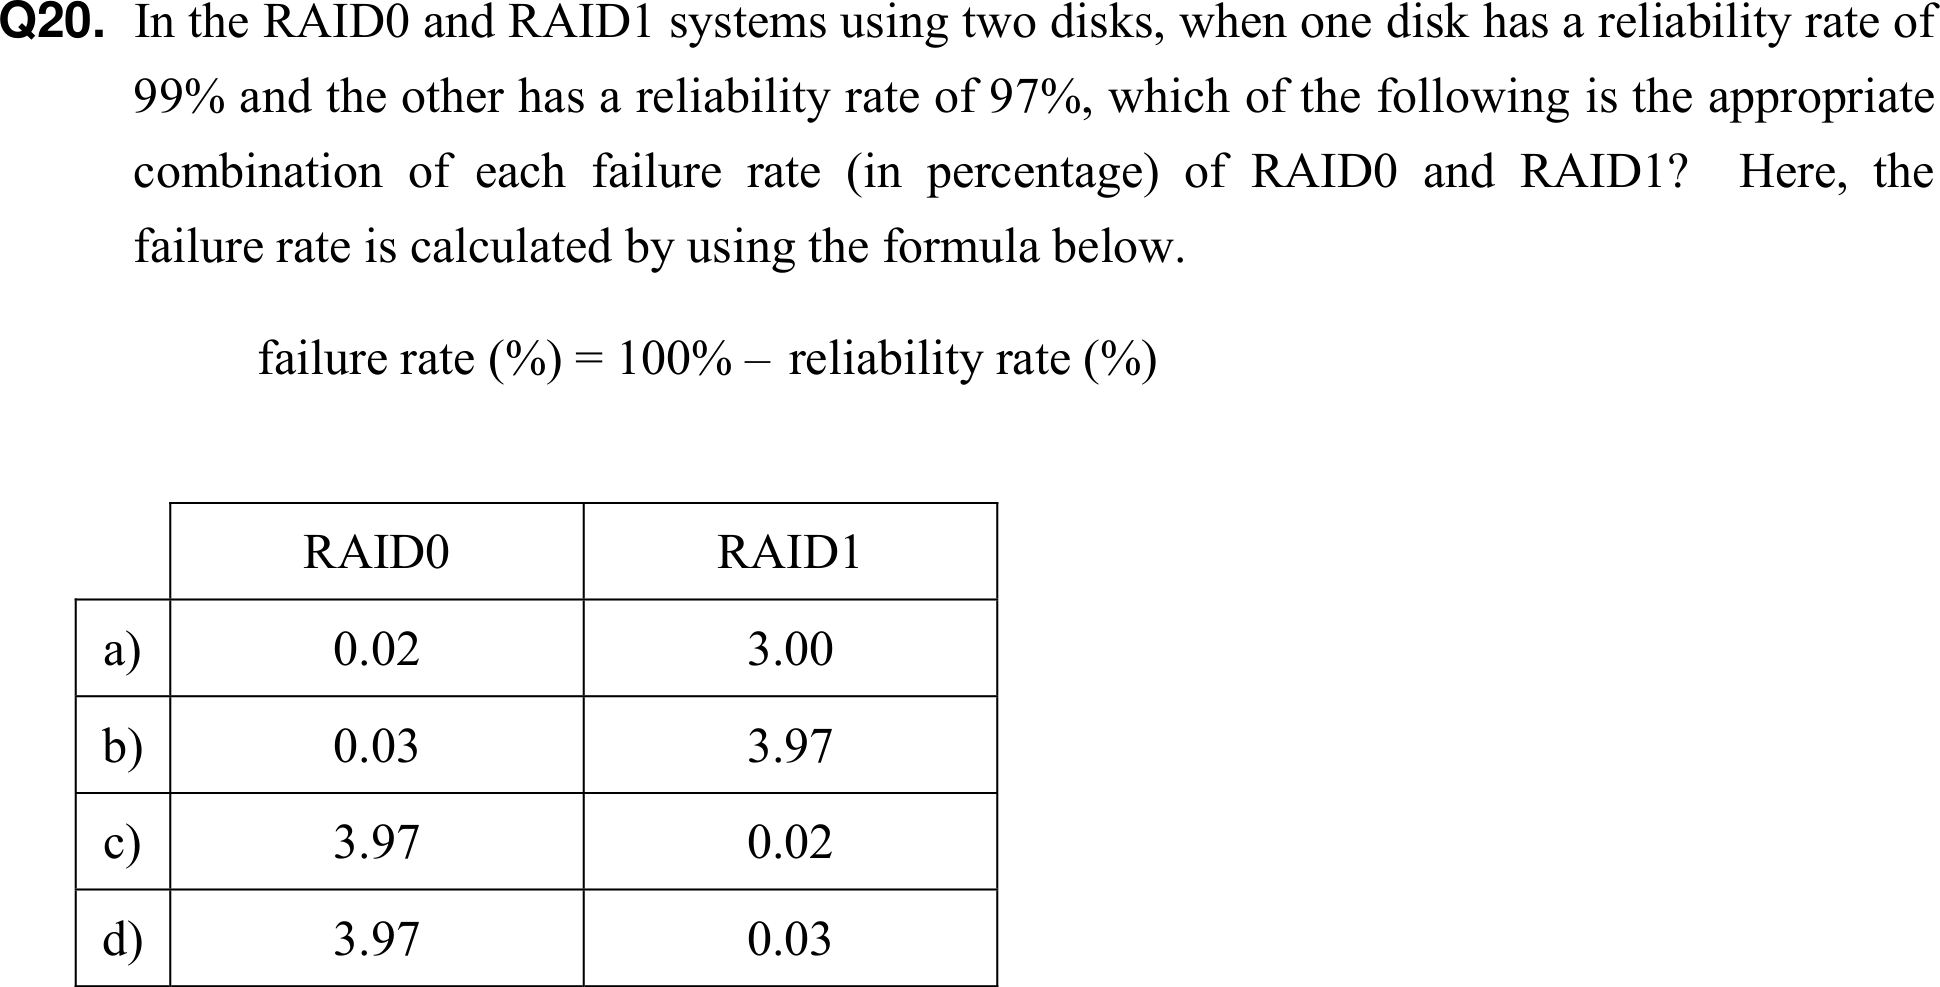 Q20. In the RAID0 and RAID1 systems using two disks, when one disk has a reliability rate of
99% and the other has a reliability rate of 97%, which of the following is the appropriate
combination of each failure rate (in percentage) of RAID0 and RAID1? Here, the
failure rate is calculated by using the formula below.
failure rate (%) = 100% – reliability rate (%)
RAID0 RAID1
a) 0.02 3.00
b) 0.03 3.97
c) 3.97 0.02
d) 3.97 0.03